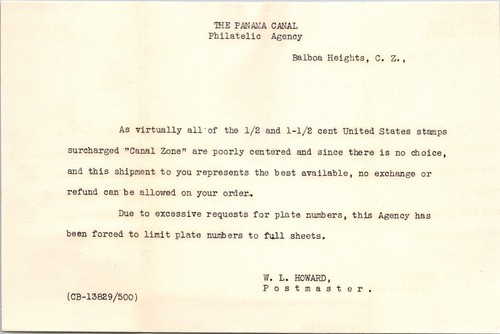 THE PANAMA CANAL
Philatelic Agency
Balboa Heights, C. Z.,
As virtually all of the 1/2 and 1-1/2 cent United States stamps
surcharged "Canal Zone" are poorly centered and since there is no choice,
and this shipment to you represents the best available, no exchange or
refund can be allowed on your order.
Due to excessive requests for plate numbers, this Agency has
been forced to limit plate numbers to full sheets.
W. L. HOWARD,
Postmaster.
(CB-13829/500)